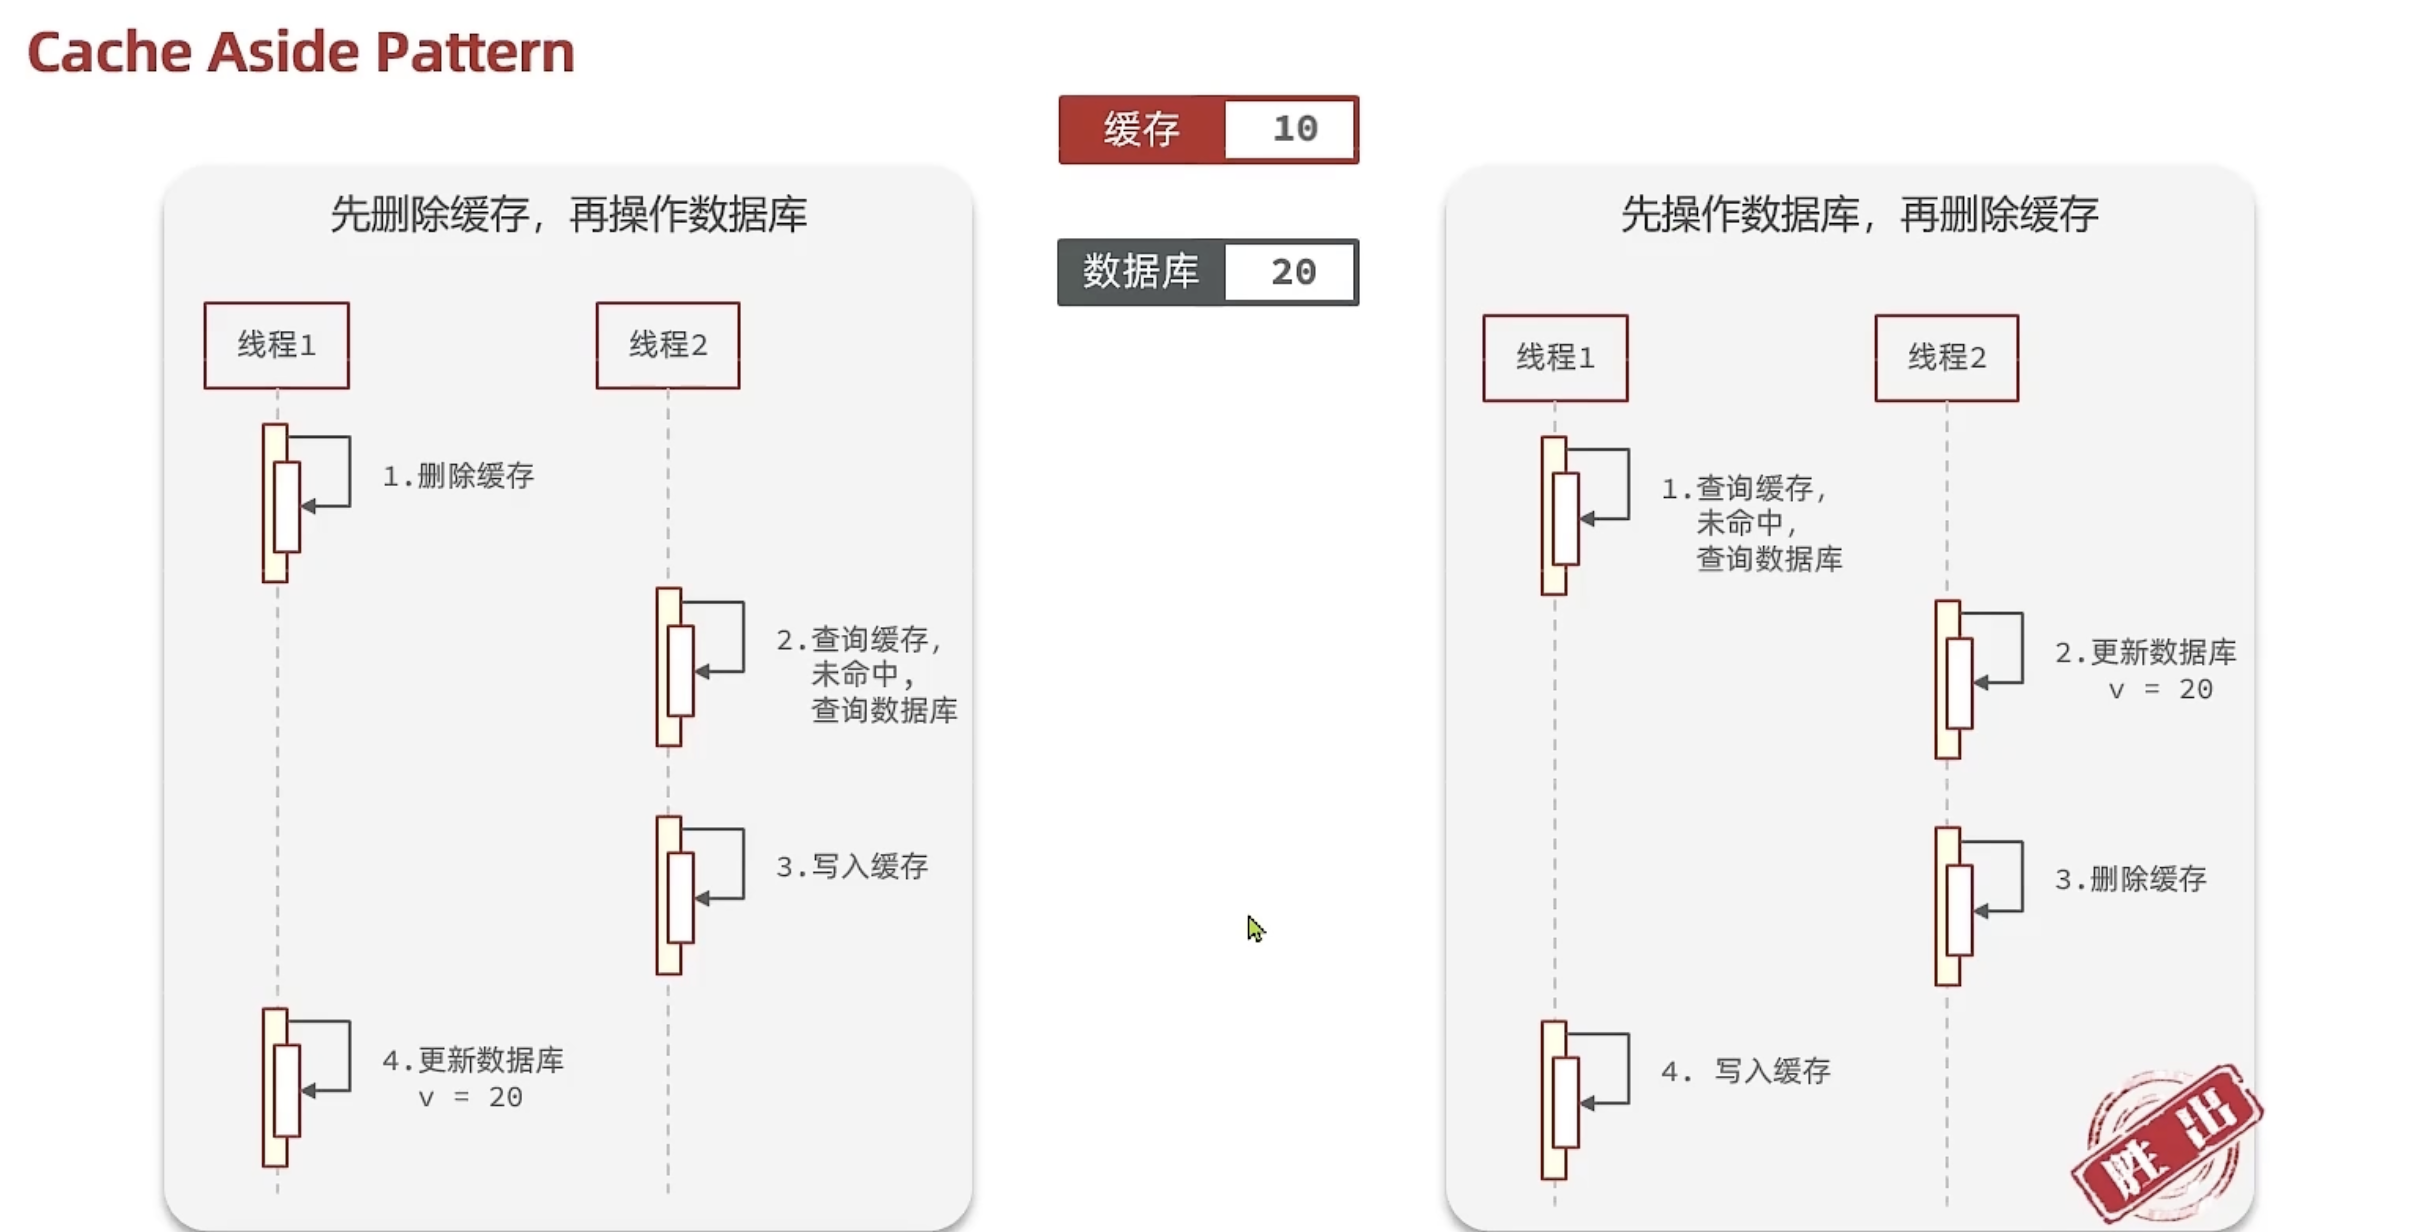 Cache Aside Pattern
缓存 10
数据库 20
先删除缓存，再操作数据库
线程1
线程2
1.删除缓存
2.查询缓存,
未命中,
查询数据库
3.写入缓存
4.更新数据库
v = 20
先操作数据库，再删除缓存
线程1
线程2
1.查询缓存,
未命中,
查询数据库
2.更新数据库
v = 20
3.删除缓存
4. 写入缓存
胜出